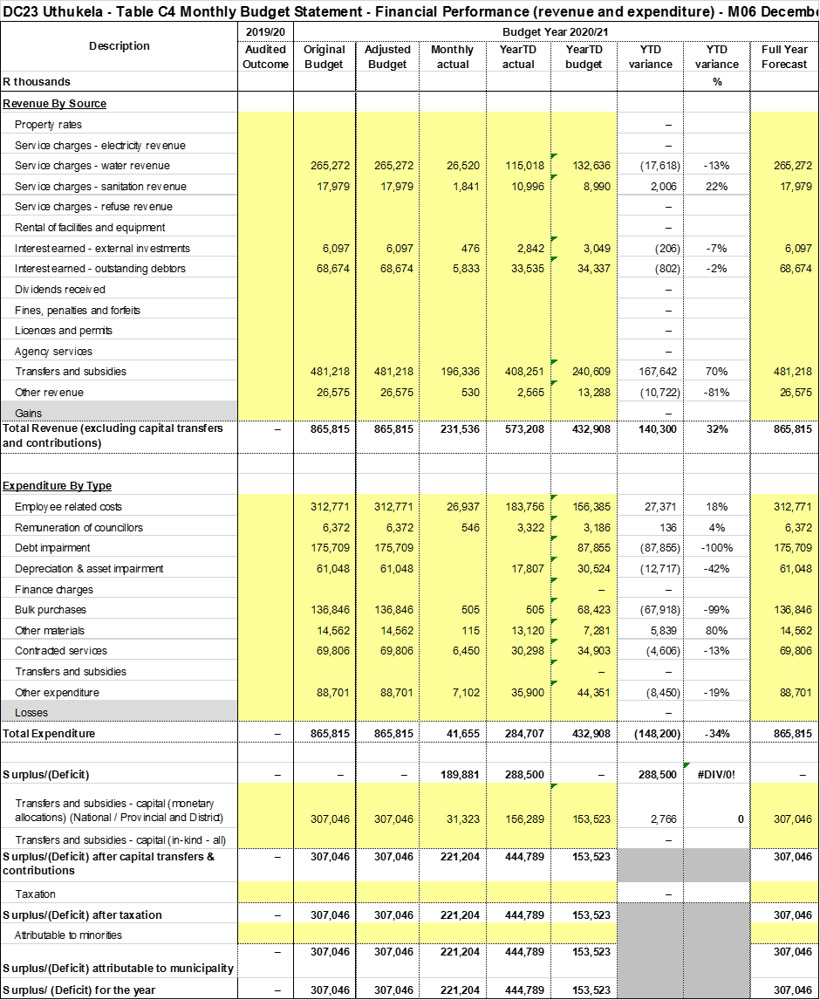 DC23 Uthukela - Table C4 Monthly Budget Statement - Financial Performance (revenue and expenditure) - M06 Decembe
Description 2019/20 Budget Year 2020/21
Audited Outcome Original Budget Adjusted Budget Monthly actual YearTD actual YearTD budget YTD variance YTD variance Full Year Forecast
R thousands %
Revenue By Source
Property rates –
Service charges - electricity revenue –
Service charges - water revenue 265,272 265,272 26,520 115,018 132,636 (17,618) -13% 265,272
Service charges - sanitation revenue 17,979 17,979 1,841 10,996 8,990 2,006 22% 17,979
Service charges - refuse revenue –
Rental of facilities and equipment –
Interest earned - external investments 6,097 6,097 476 2,842 3,049 (206) -7% 6,097
Interest earned - outstanding debtors 68,674 68,674 5,833 33,535 34,337 (802) -2% 68,674
Dividends received –
Fines, penalties and forfeits –
Licences and permits –
Agency services –
Transfers and subsidies 481,218 481,218 196,336 408,251 240,609 167,642 70% 481,218
Other revenue 26,575 26,575 530 2,565 13,288 (10,722) -81% 26,575
Gains –
Total Revenue (excluding capital transfers – 865,815 865,815 231,536 573,208 432,908 140,300 32% 865,815
and contributions)
Expenditure By Type
Employee related costs 312,771 312,771 26,937 183,756 156,385 27,371 18% 312,771
Remuneration of councillors 6,372 6,372 546 3,322 3,186 136 4% 6,372
Debt impairment 175,709 175,709 87,855 (87,855) -100% 175,709
Depreciation & asset impairment 61,048 61,048 17,807 30,524 (12,717) -42% 61,048
Finance charges – –
Bulk purchases 136,846 136,846 505 505 68,423 (67,918) -99% 136,846
Other materials 14,562 14,562 115 13,120 7,281 5,839 80% 14,562
Contracted services 69,806 69,806 6,450 30,298 34,903 (4,606) -13% 69,806
Transfers and subsidies – –
Other expenditure 88,701 88,701 7,102 35,900 44,351 (8,450) -19% 88,701
Losses –
Total Expenditure – 865,815 865,815 41,655 284,707 432,908 (148,200) -34% 865,815
Surplus/(Deficit) – – – 189,881 288,500 – 288,500 #DIV/0! –
Transfers and subsidies - capital (monetary
allocations) (National / Provincial and District) 307,046 307,046 31,323 156,289 153,523 2,766 0 307,046
Transfers and subsidies - capital (in-kind - all) –
Surplus/(Deficit) after capital transfers & – 307,046 307,046 221,204 444,789 153,523 307,046
contributions
Taxation –
Surplus/(Deficit) after taxation – 307,046 307,046 221,204 444,789 153,523 307,046
Attributable to minorities
– 307,046 307,046 221,204 444,789 153,523 307,046
Surplus/(Deficit) attributable to municipality
Surplus/ (Deficit) for the year – 307,046 307,046 221,204 444,789 153,523 307,046